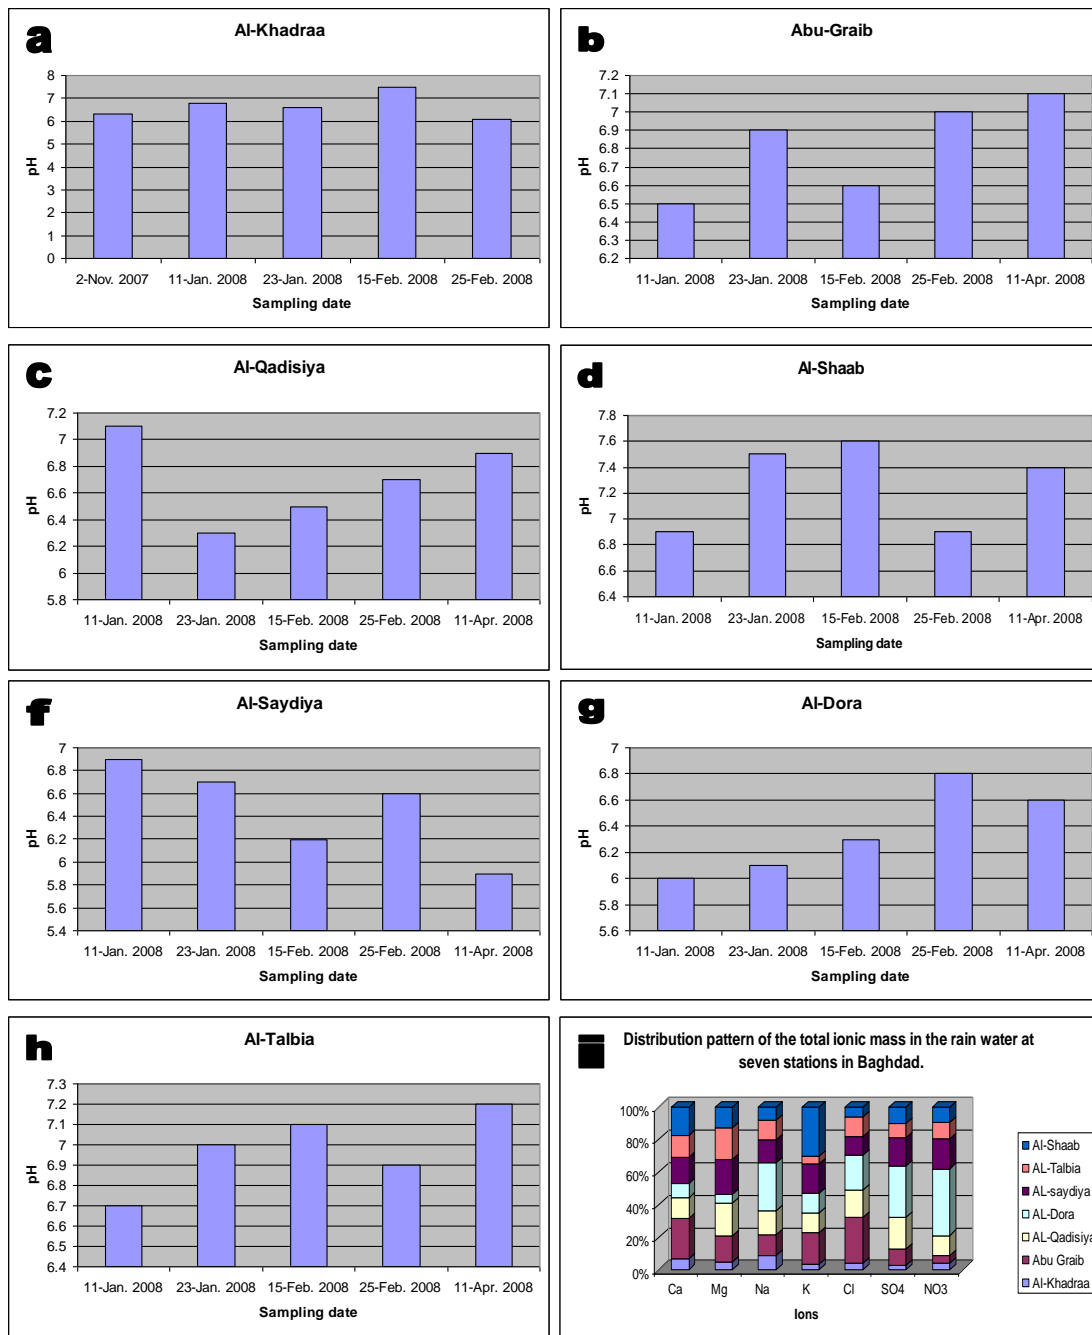 a
Al-Khadraa
8
7
6
5
4
3
2
1
0
pH
2-Nov. 2007 11-Jan. 2008 23-Jan. 2008 15-Feb. 2008 25-Feb. 2008
Sampling date
b
Abu-Graib
7.2
7.1
7
6.9
6.8
6.7
6.6
6.5
6.4
6.3
6.2
pH
11-Jan. 2008 23-Jan. 2008 15-Feb. 2008 25-Feb. 2008 11-Apr. 2008
Sampling date
c
Al-Qadisiya
7.2
7
6.8
6.6
6.4
6.2
6
5.8
pH
11-Jan. 2008 23-Jan. 2008 15-Feb. 2008 25-Feb. 2008 11-Apr. 2008
Sampling date
d
Al-Shaab
7.8
7.6
7.4
7.2
7
6.8
6.6
6.4
pH
11-Jan. 2008 23-Jan. 2008 15-Feb. 2008 25-Feb. 2008 11-Apr. 2008
Sampling date
f
Al-Saydiya
7
6.8
6.6
6.4
6.2
6
5.8
5.6
5.4
pH
11-Jan. 2008 23-Jan. 2008 15-Feb. 2008 25-Feb. 2008 11-Apr. 2008
Sampling date
g
Al-Dora
7
6.8
6.6
6.4
6.2
6
5.8
5.6
pH
11-Jan. 2008 23-Jan. 2008 15-Feb. 2008 25-Feb. 2008 11-Apr. 2008
Sampling date
h
Al-Talbia
7.3
7.2
7.1
7
6.9
6.8
6.7
6.6
6.5
6.4
pH
11-Jan. 2008 23-Jan. 2008 15-Feb. 2008 25-Feb. 2008 11-Apr. 2008
Sampling date
i
Distribution pattern of the total ionic mass in the rain water at
seven stations in Baghdad.
100%
80%
60%
40%
20%
0%
Ca Mg Na K Cl SO4 NO3
Ions
Al-Shaab
AL-Talbia
AL-saydiya
AL-Dora
AL-Qadisiya
Abu Graib
Al-Khadraa